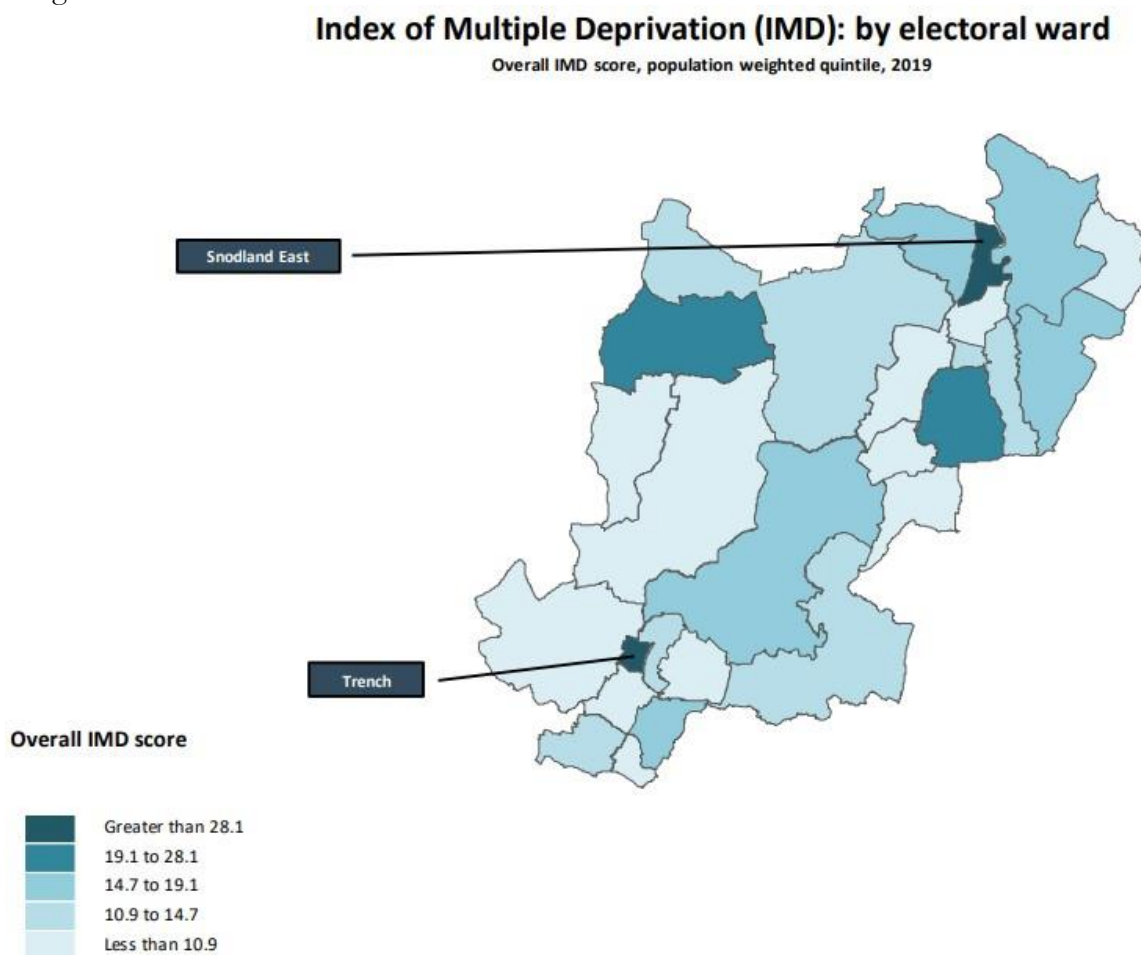 Index of Multiple Deprivation (IMD): by electoral ward
Overall IMD score, population weighted quintile, 2019
Snodland East
Trench
Overall IMD score
Greater than 28.1
19.1 to 28.1
14.7 to 19.1
10.9 to 14.7
Less than 10.9